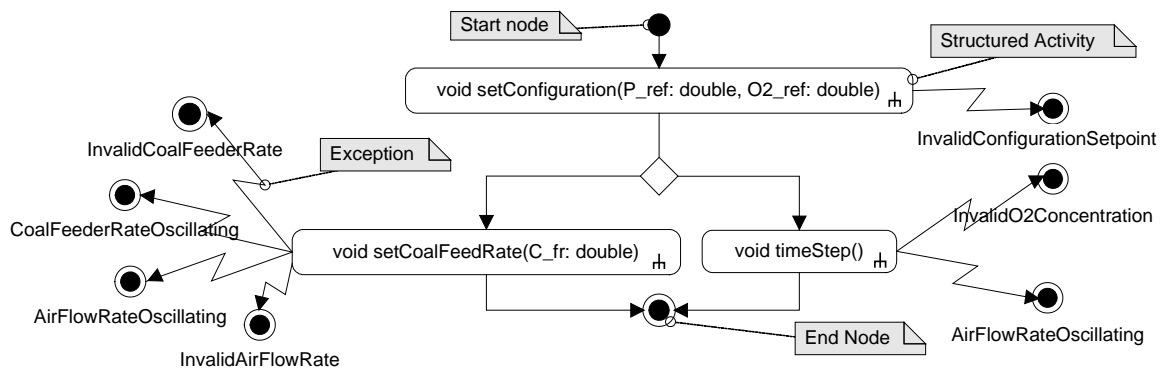 Start node
Structured Activity
void setConfiguration(P_ref: double, O2_ref: double)
InvalidCoalFeederRate
Exception
InvalidConfigurationSetpoint
CoalFeederRateOscillating
InvalidO2Concentration
void setCoalFeedRate(C_fr: double)
void timeStep()
AirFlowRateOscillating
InvalidAirFlowRate
End Node
AirFlowRateOscillating